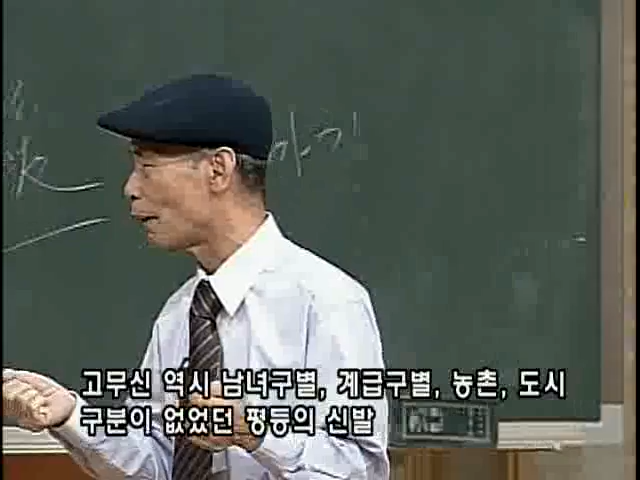 고무신 역시 남녀구별, 계급구별, 농촌, 도시
구분이 없었던 평등의 신발